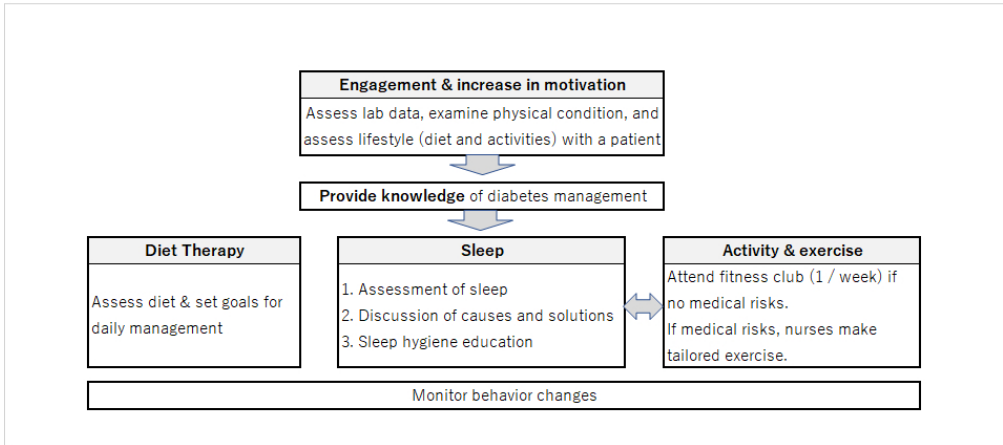 Engagement & increase in motivation
Assess lab data, examine physical condition, and
assess lifestyle (diet and activities) with a patient
Provide knowledge of diabetes management
Diet Therapy
Assess diet & set goals for
daily management
Sleep
1. Assessment of sleep
2. Discussion of causes and solutions
3. Sleep hygiene education
Activity & exercise
Attend fitness club (1 / week) if
no medical risks.
If medical risks, nurses make
tailored exercise.
Monitor behavior changes